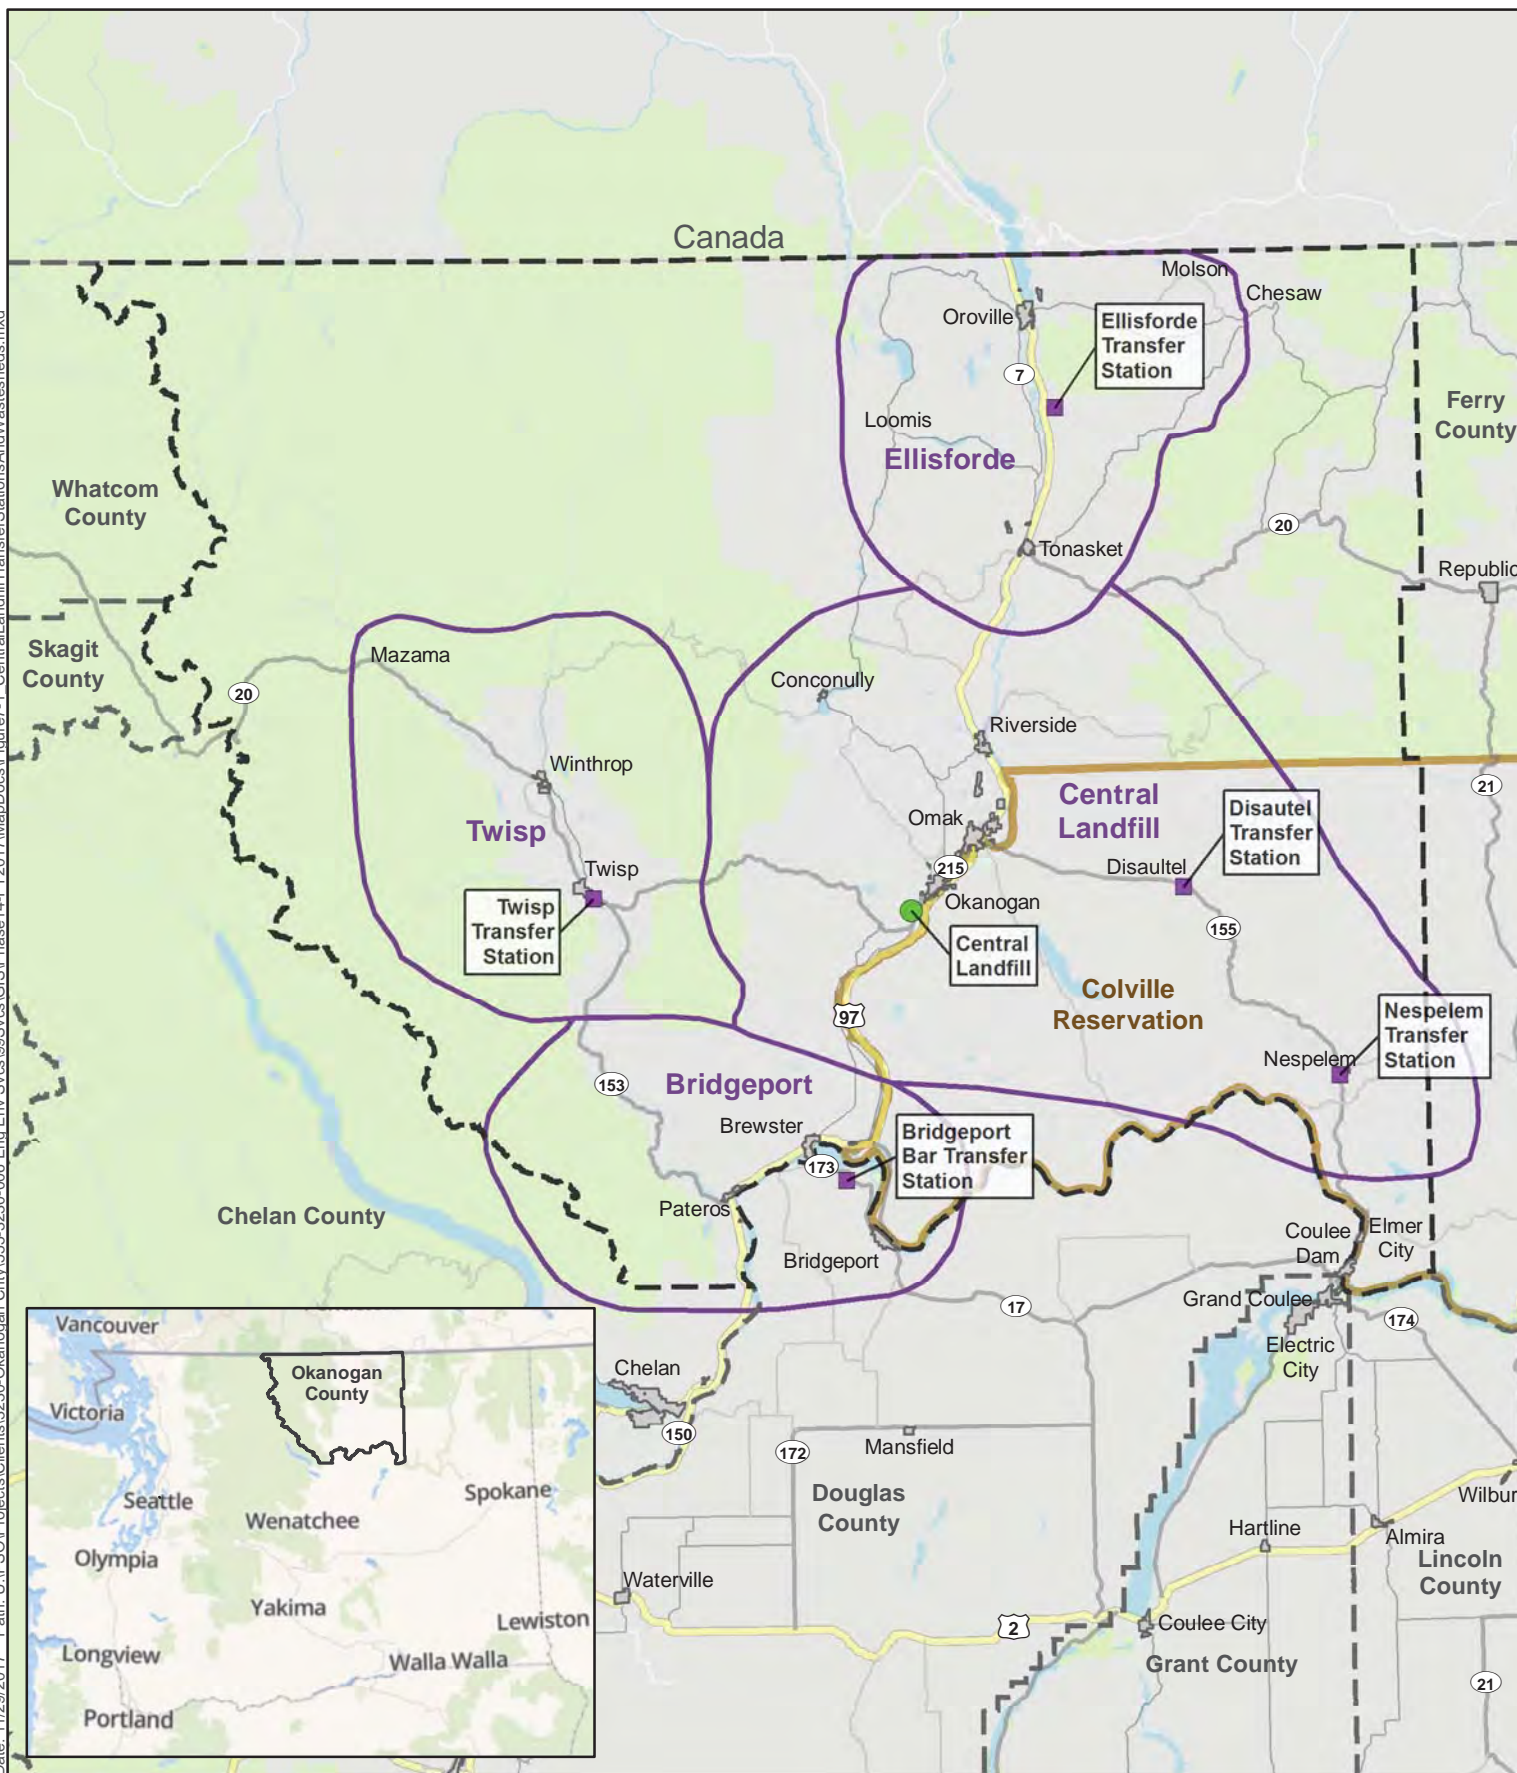 Canada
Molson
Chesaw
Oroville
Ellisforde
Transfer
Station
7
Ferry
County
Loomis
Ellisforde
Whatcom
County
20
Tonasket
Republic
Skagit
County
Mazama
20
Conconully
Riverside
Winthrop
21
Central
Landfill
Disautel
Transfer
Station
Omak
Twisp
215
Disaultel
Twisp
Okanogan
Twisp
Transfer
Station
155
Central
Landfill
Colville
Reservation
97
Nespelem
Transfer
Station
Nespelem
153
Bridgeport
Brewster
Bridgeport
Bar Transfer
Station
173
Pateros
Chelan County
Coulee
Dam
Elmer
City
Bridgeport
Grand Coulee
17
174
Electric
City
Chelan
150
172
Mansfield
Douglas
County
Wilbur
Hartline
Almira
Lincoln
County
Waterville
2
Coulee City
Grant County
21
Vancouver
Okanogan
County
Victoria
Seattle
Spokane
Wenatchee
Olympia
Yakima
Lewiston
Longview
Walla Walla
Portland